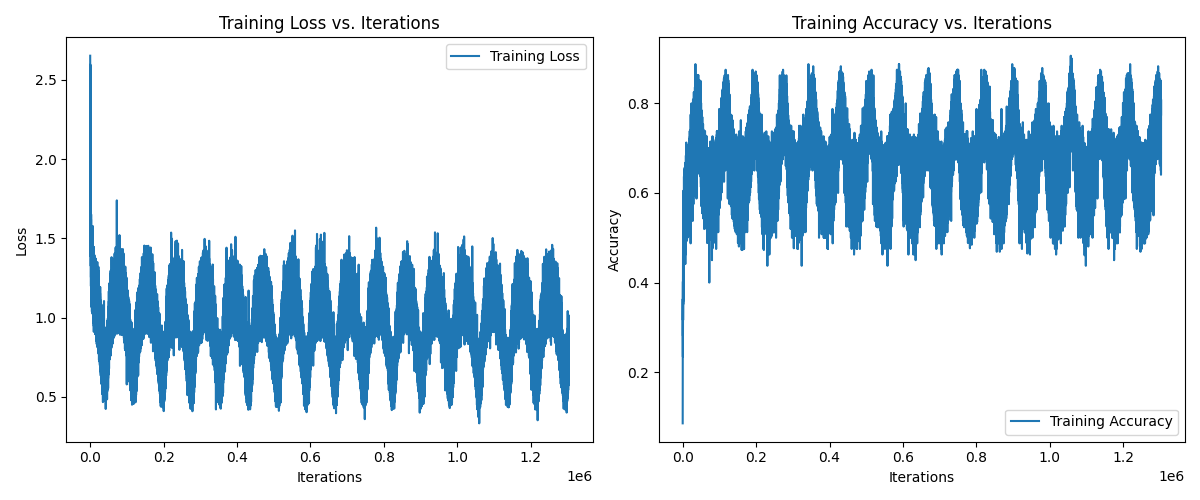 Training Loss vs. Iterations
Training Loss
Loss
2.5
2.0
1.5
1.0
0.5
0.0 0.2 0.4 0.6 0.8 1.0 1.2
1e6
Iterations
Training Accuracy vs. Iterations
Accuracy
0.8
0.6
0.4
0.2
Training Accuracy
0.0 0.2 0.4 0.6 0.8 1.0 1.2
1e6
Iterations